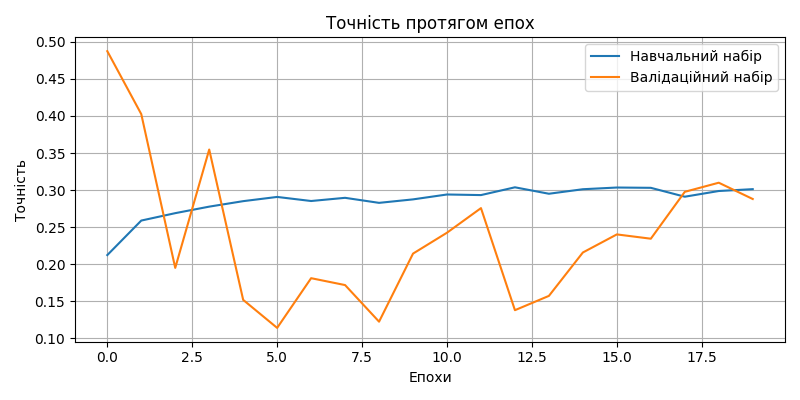 Точність протягом епох
0.50
0.45
0.40
0.35
0.30
0.25
0.20
0.15
0.10
Точність
Навчальний набір
Валідаційний набір
0.0 2.5 5.0 7.5 10.0 12.5 15.0 17.5
Епохи